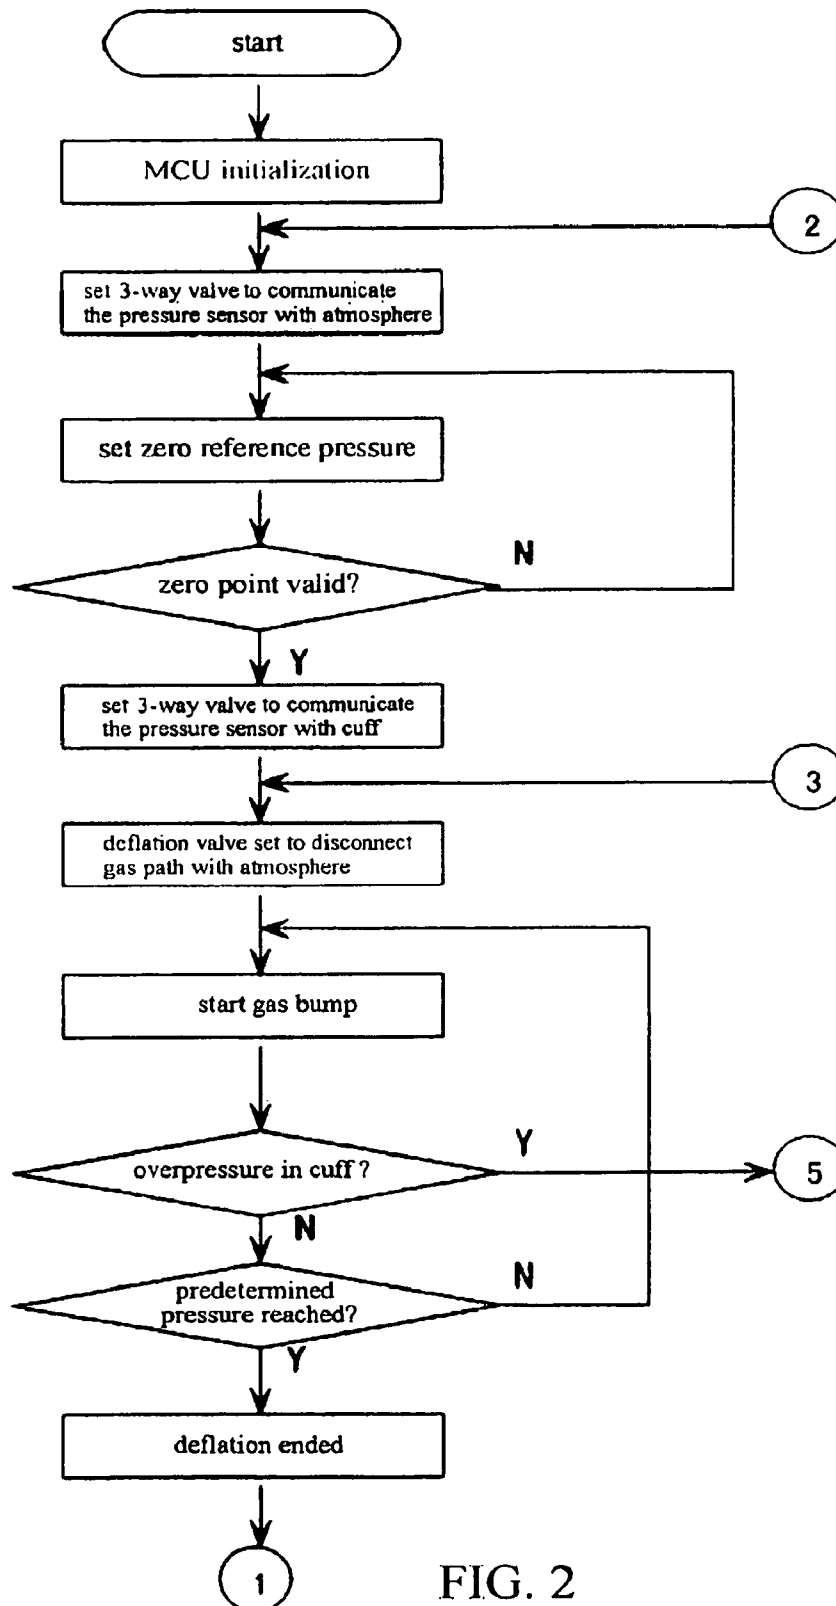 start
MCU initialization
2
set 3-way valve to communicate
the pressure sensor with atmosphere
set zero reference pressure
N
zero point valid?
Y
set 3-way valve to communicate
the pressure sensor with cuff
3
deflation valve set to disconnect
gas path with atmosphere
start gas bump
Y
overpressure in cuff ?
5
N
N
predetermined
pressure reached?
Y
deflation ended
1
FIG. 2